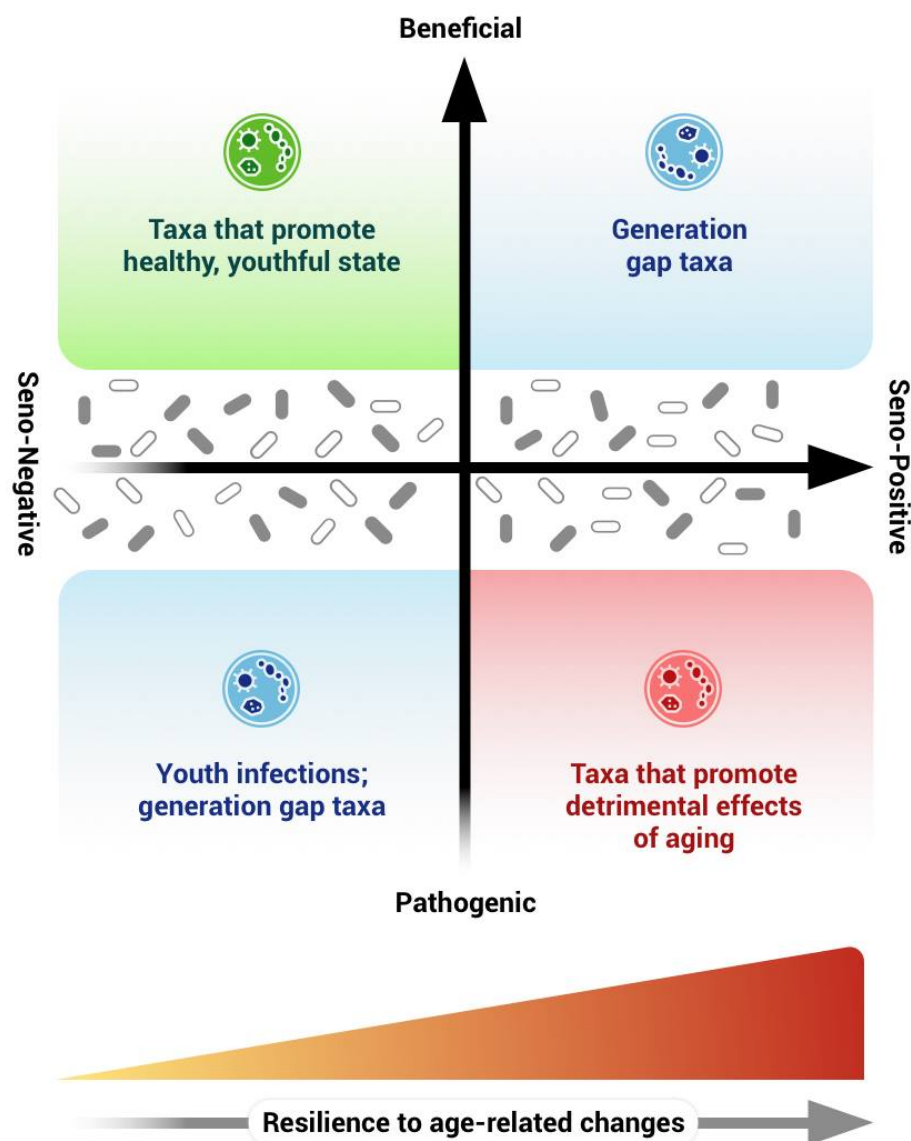 Beneficial
Taxa that promote
healthy, youthful state
Generation
gap taxa
Seno-Negative
Seno-Positive
Youth infections;
generation gap taxa
Taxa that promote
detrimental effects
of aging
Pathogenic
Resilience to age-related changes